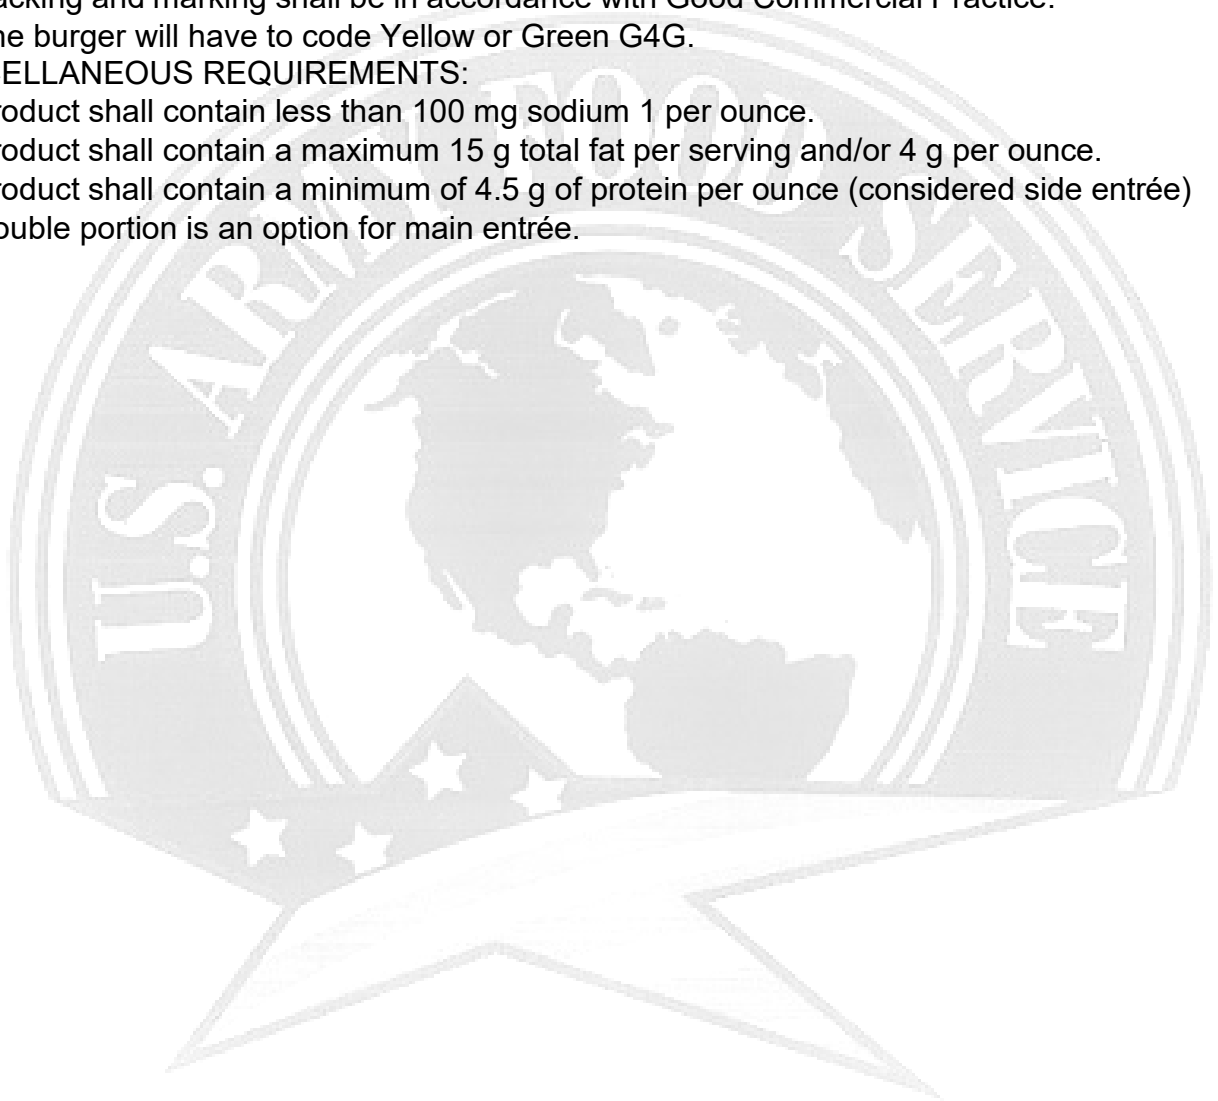 acking and marking shall be in accordance with Good Commercial Practice.
he burger will have to code Yellow or Green G4G.
CELLANEOUS REQUIREMENTS:
roduct shall contain less than 100 mg sodium 1 per ounce.
roduct shall contain a maximum 15 g total fat per serving and/or 4 g per ounce.
roduct shall contain a minimum of 4.5 g of protein per ounce (considered side entrée)
ouble portion is an option for main entrée.
U.S. ARMY FOOD SERVICE